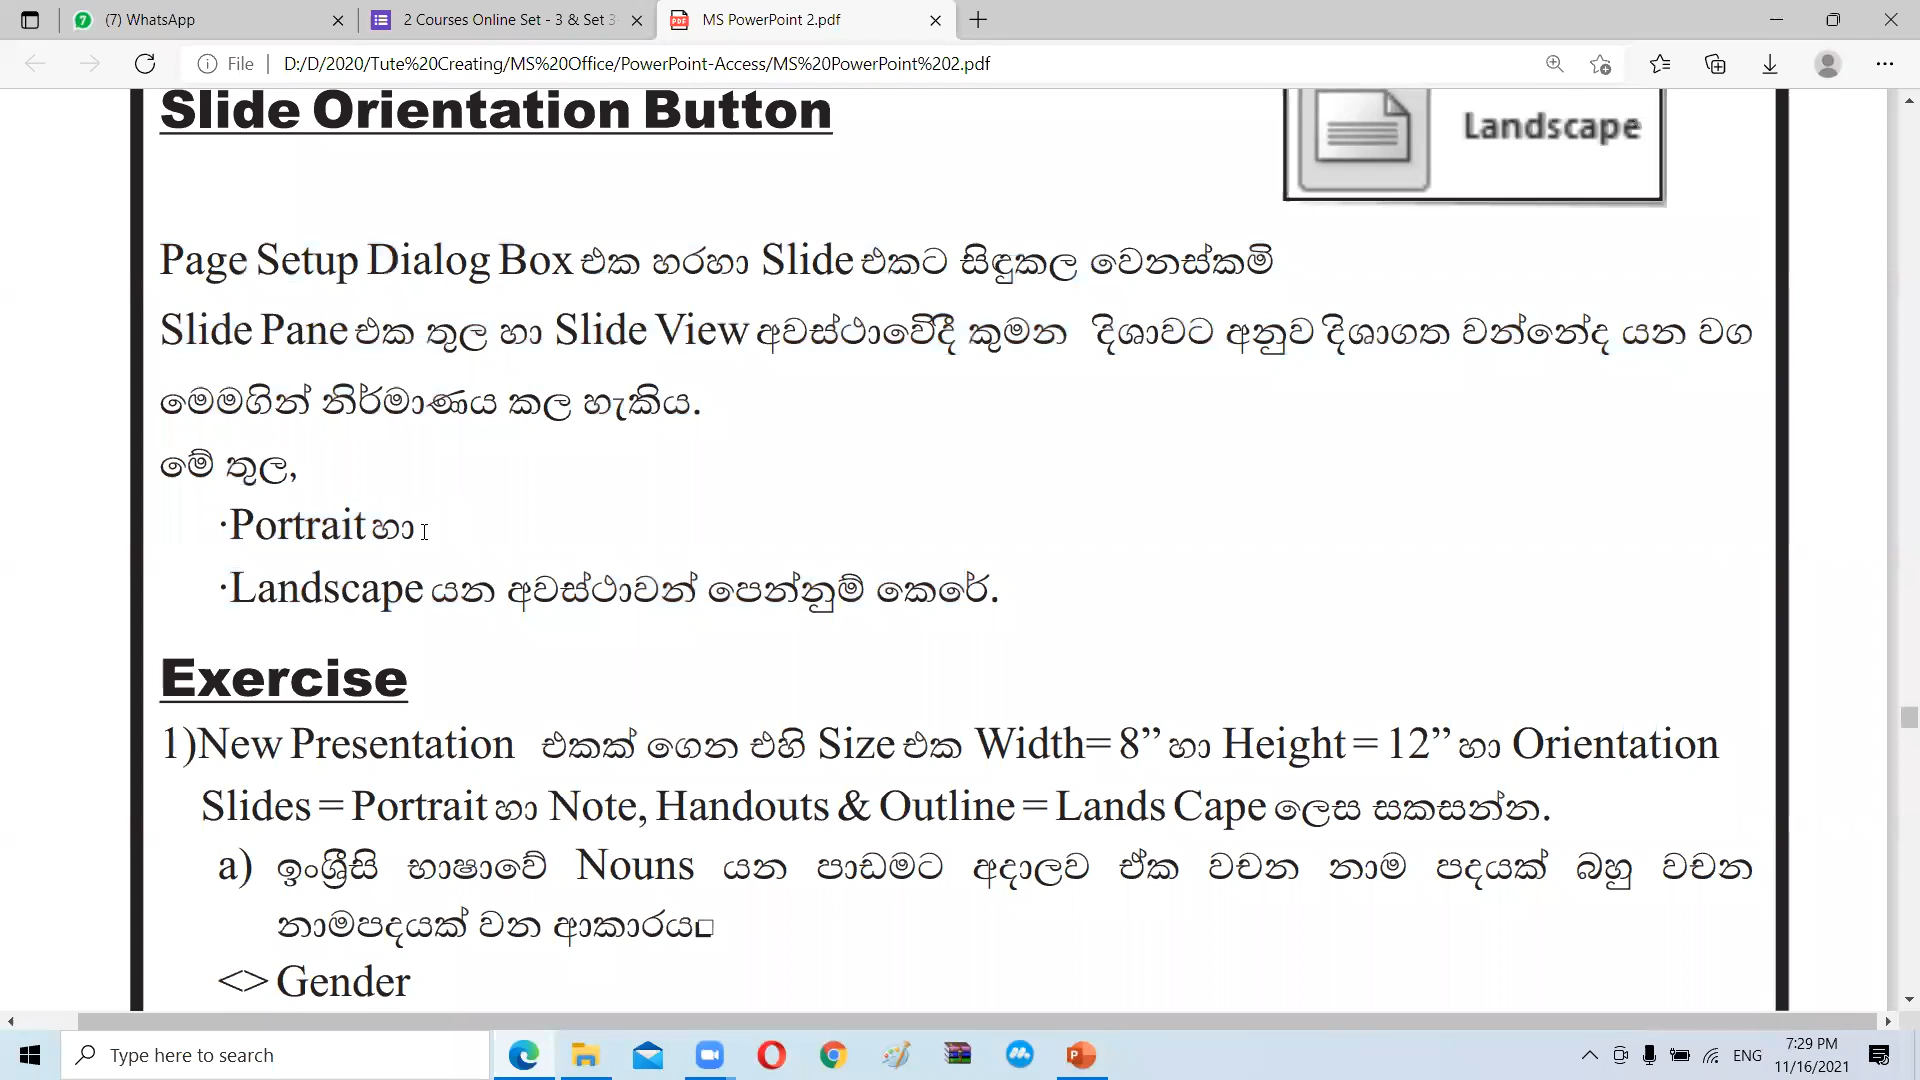 (7) WhatsApp
2 Courses Online Set - 3 & Set 3
MS PowerPoint 2.pdf
File
D:/D/2020/Tute%20Creating/MS%20Office/PowerPoint-Access/MS%20PowerPoint%202.pdf
Slide Orientation Button
Landscape
Page Setup Dialog Box එක හරහා Slide එකට සිඳුකල වෙනස්කම්
Slide Pane එක තුල හා Slide View අවස්ථාවේදී කුමන දිශාවට අනුව දිශාගත වන්නේද යන වග
මෙමගින් නිර්මාණය කල හැකිය.
මේ තුල,
·Portrait හා
·Landscape යන අවස්ථාවන් පෙන්නුම් කෙරේ.
Exercise
1)New Presentation එකක් ගෙන එහි Size එක Width= 8” හා Height = 12” හා Orientation
Slides = Portrait හා Note, Handouts & Outline = Lands Cape ලෙස සකසන්න.
a) ඉංග්‍රීසි භාෂාවේ Nouns යන පාඩමට අදාලව ඒක වචන නාම පදයක් බහු වචන
නාමපදයක් වන ආකාරය□
<> Gender
Type here to search
ENG
7:29 PM
11/16/2021